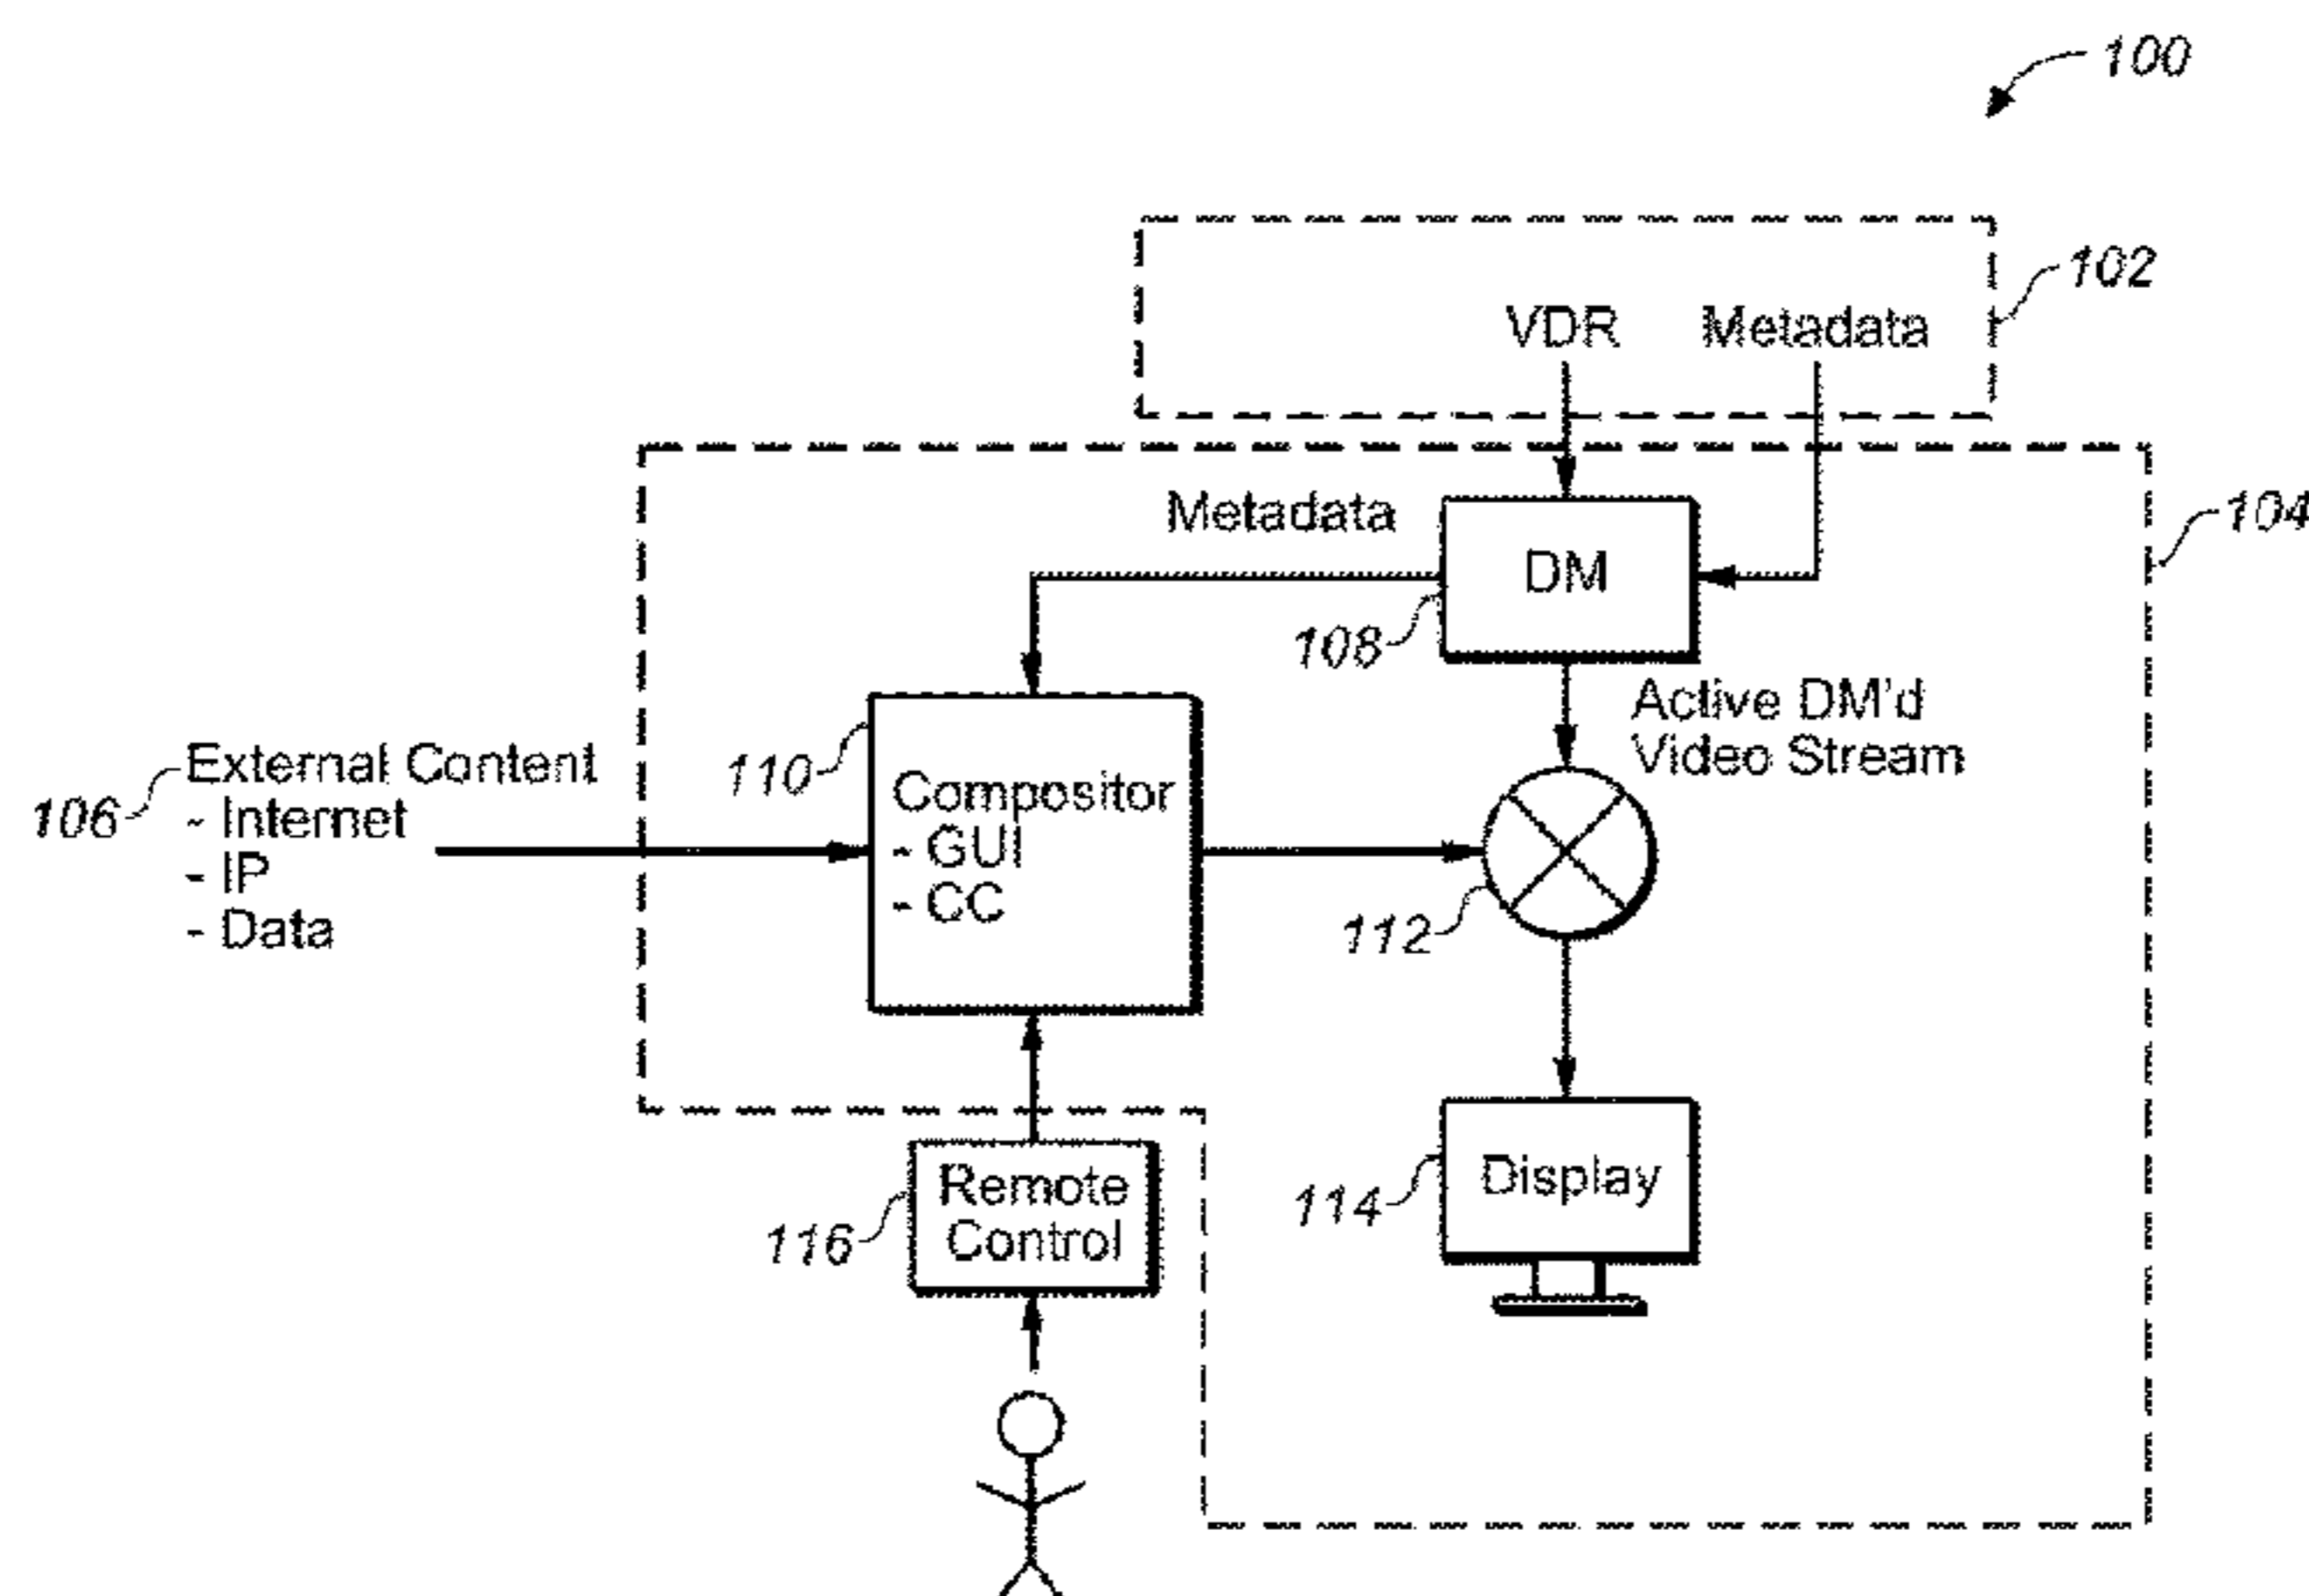 100
102
VDR Metadata
Metadata
104
DM
108
Active DM'd
Video Stream
External Content
- Internet
- IP
- Data
106
110
Compositor
- GUI
- CC
112
Remote
Control
116
Display
114